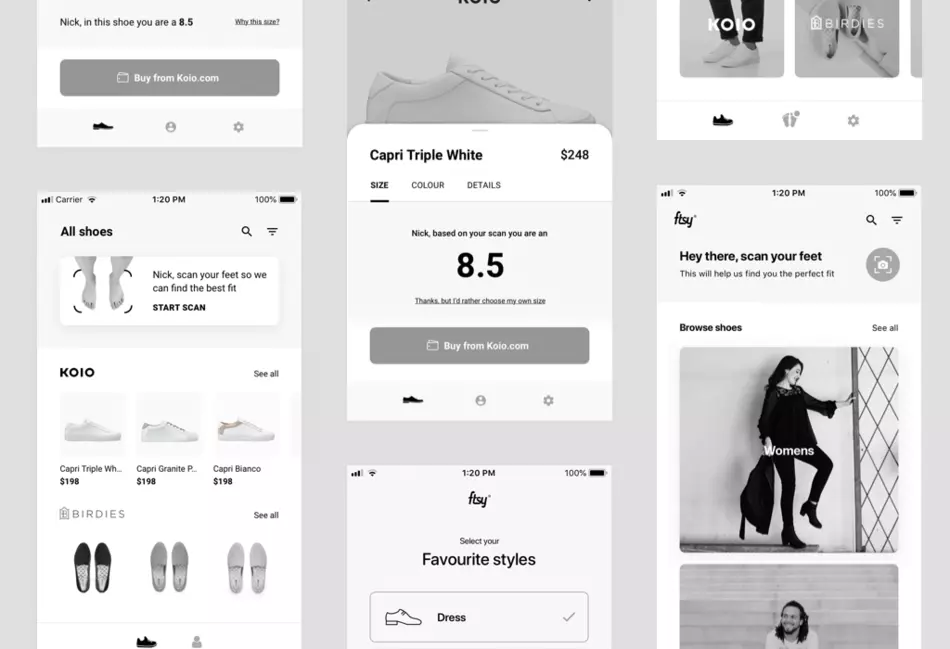 Nick, in this shoe you are a 8.5
Why this size?
Buy from Koio.com
Carrier
1:20 PM
100%
All shoes
Nick, scan your feet so we
can find the best fit
START SCAN
KOIO
See all
Capri Triple Wh...
Capri Granite P...
Capri Bianco
$198
$198
$198
BIRDIES
See all
KOIO
Capri Triple White
$248
SIZE
COLOUR
DETAILS
Nick, based on your scan you are an
8.5
Thanks, but I'd rather choose my own size
Buy from Koio.com
1:20 PM
100%
ftsy
Select your
Favourite styles
Dress
KOIO
BIRDIES
1:20 PM
100%
ftsy
Hey there, scan your feet
This will help us find you the perfect fit
Browse shoes
See all
Womens